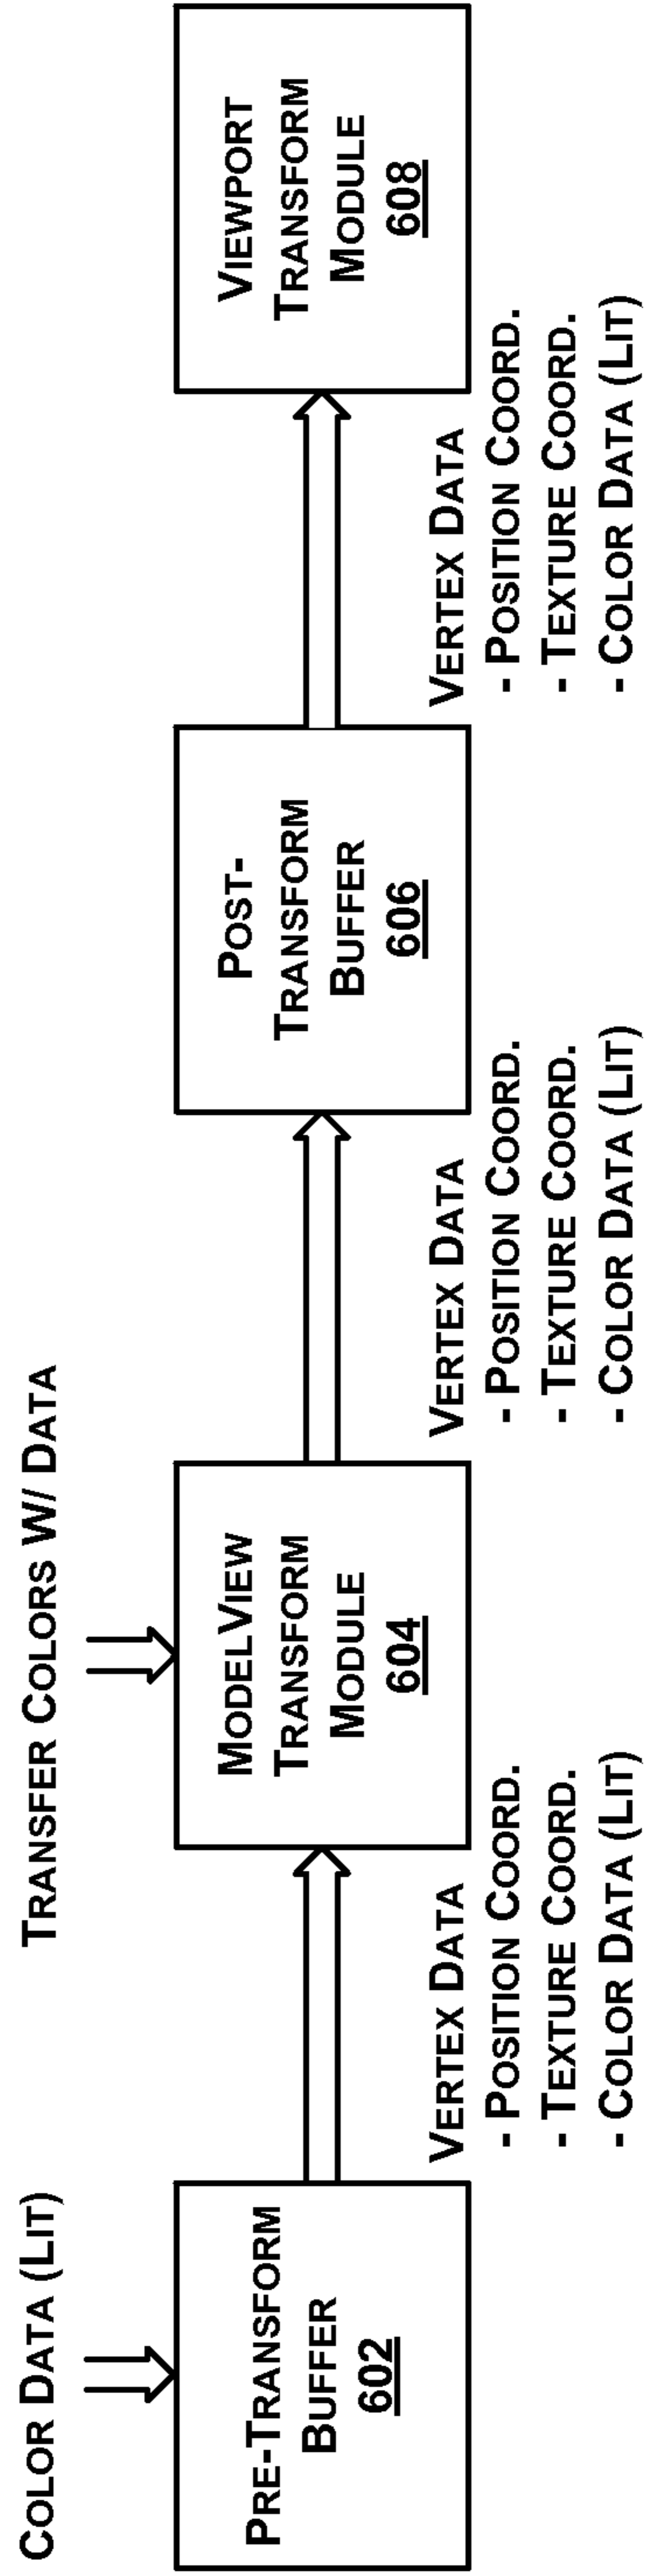 COLOR DATA (LIT)
TRANSFER COLORS W/ DATA
PRE-TRANSFORM
BUFFER
602
MODELVIEW
TRANSFORM
MODULE
604
POST-
TRANSFORM
BUFFER
606
VIEWPORT
TRANSFORM
MODULE
608
VERTEX DATA
- POSITION COORD.
- TEXTURE COORD.
- COLOR DATA (LIT)
VERTEX DATA
- POSITION COORD.
- TEXTURE COORD.
- COLOR DATA (LIT)
VERTEX DATA
- POSITION COORD.
- TEXTURE COORD.
- COLOR DATA (LIT)